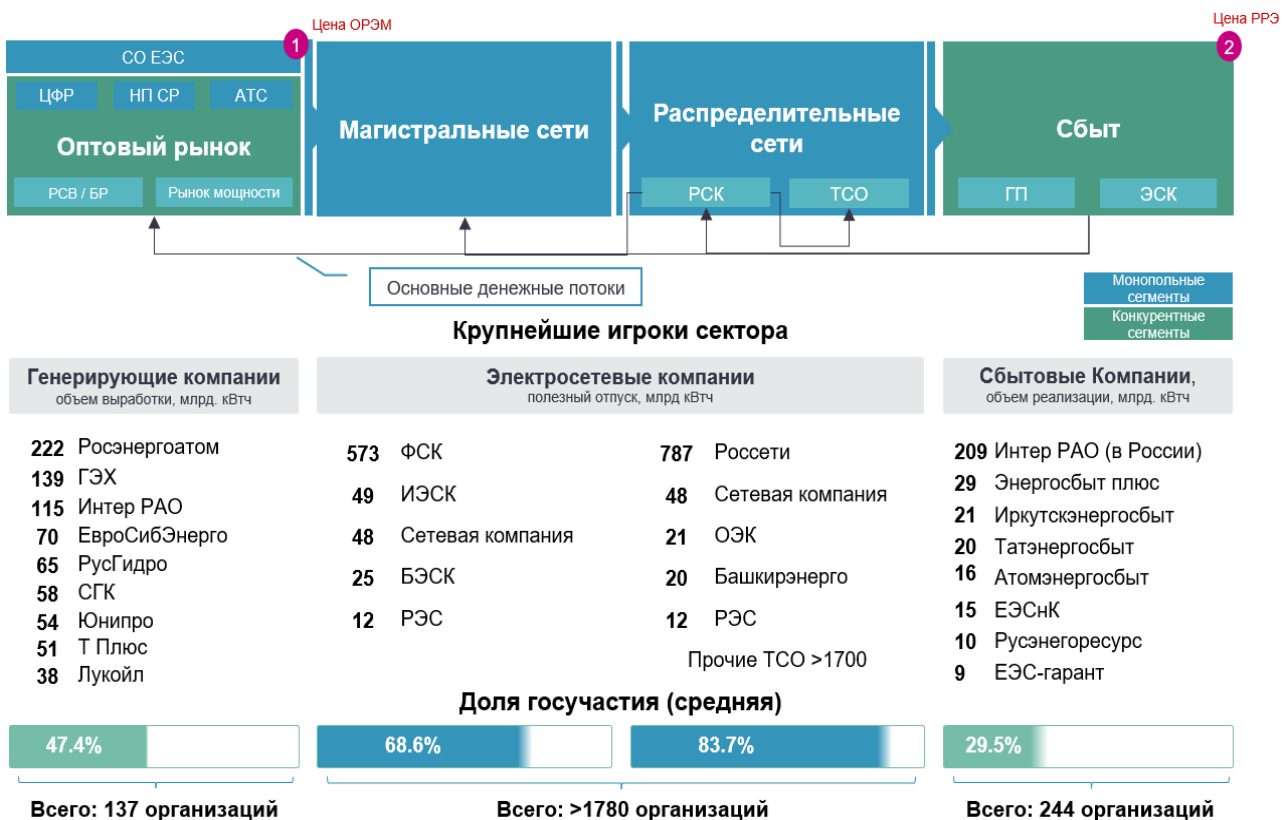 Цена ОРЭМ
Цена РРЭ
1
2
СО ЕЭС
ЦФР
НП СР
АТС
Оптовый рынок
РСВ / БР
Рынок мощности
Магистральные сети
Распределительные
сети
РСК
ТСО
Сбыт
ГП
ЭСК
Основные денежные потоки
Монопольные
сегменты
Конкурентные
сегменты
Крупнейшие игроки сектора
Генерирующие компании
объем выработки, млрд. кВтч
Электросетевые компании
полезный отпуск, млрд кВтч
Сбытовые Компании,
объем реализации, млрд. кВтч
222 Росэнергоатом
139 ГЭХ
115 Интер РАО
70 ЕвроСибЭнерго
65 РусГидро
58 СГК
54 Юнипро
51 Т Плюс
38 Лукойл
573 ФСК
49 ИЭСК
48 Сетевая компания
25 БЭСК
12 РЭС
787 Россети
48 Сетевая компания
21 ОЭК
20 Башкирэнерго
12 РЭС
Прочие ТСО >1700
209 Интер РАО (в России)
29 Энергосбыт плюс
21 Иркутскэнергосбыт
20 Татэнергосбыт
16 Атомэнергосбыт
15 ЕЭСнК
10 Русэнегоресурс
9 ЕЭС-гарант
Доля госучастия (средняя)
47.4%
68.6%
83.7%
29.5%
Всего: 137 организаций
Всего: >1780 организаций
Всего: 244 организаций